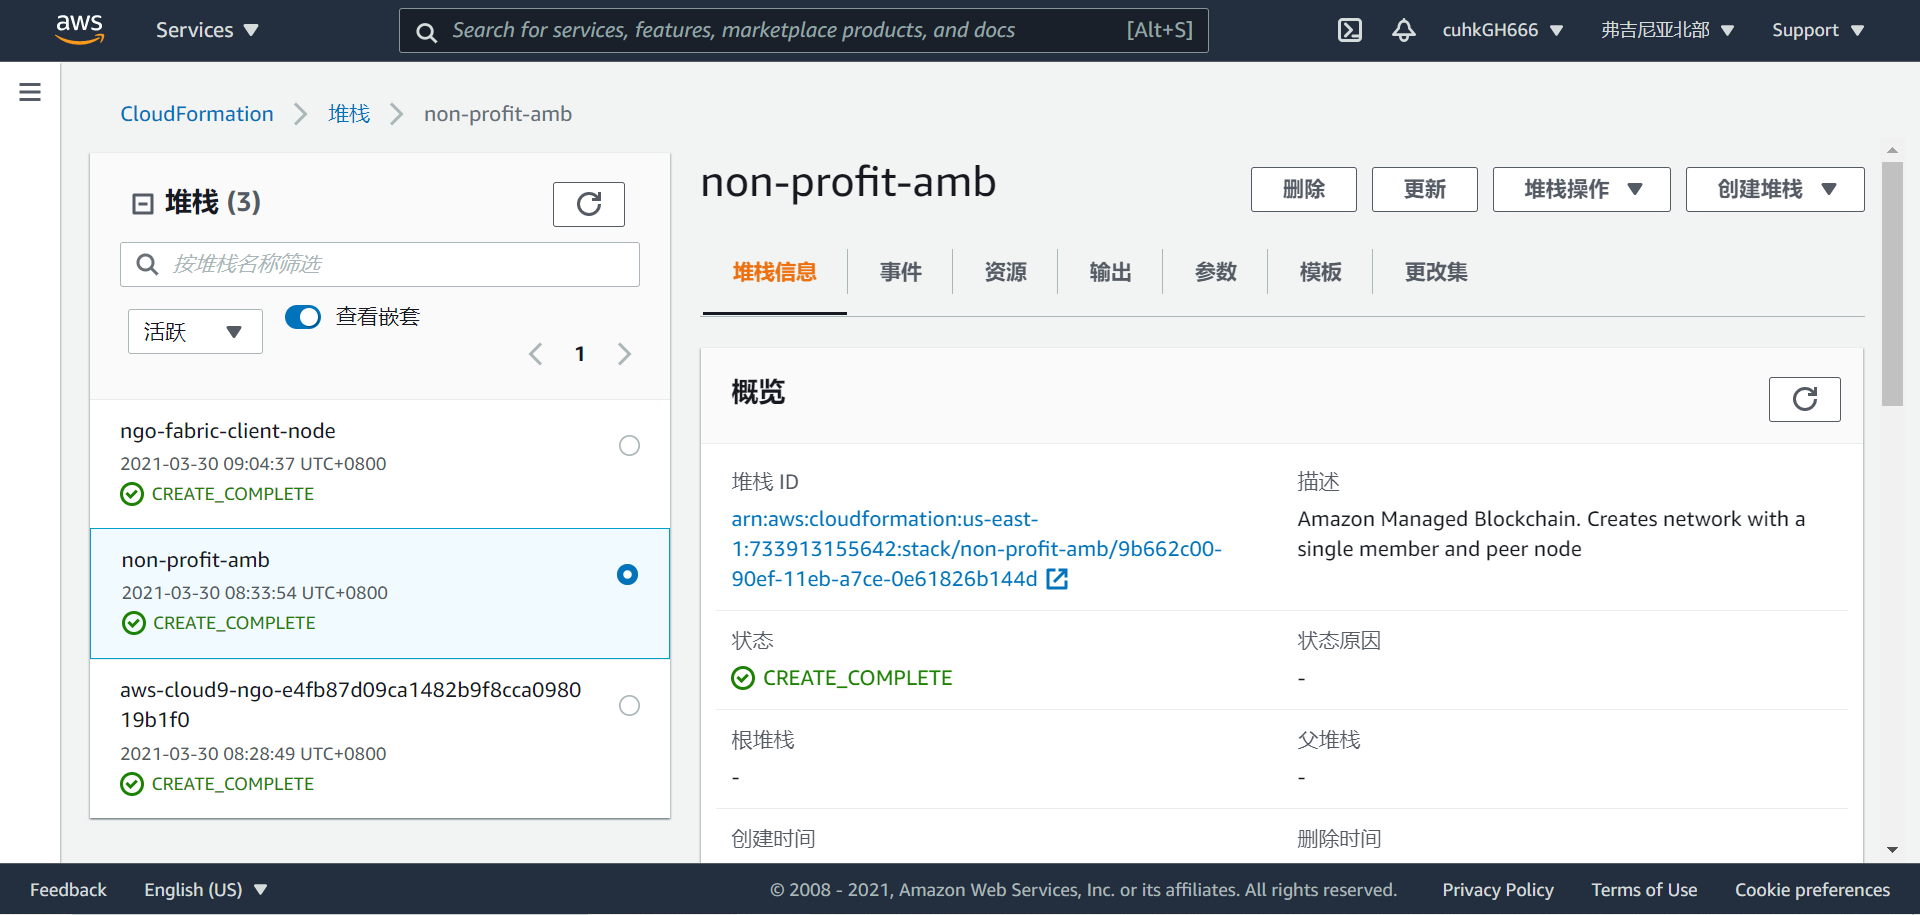 aws
Services
Search for services, features, marketplace products, and docs [Alt+S]
cuhkGH666
弗吉尼亚北部
Support
CloudFormation
堆栈
non-profit-amb
堆栈 (3)
按堆栈名称筛选
活跃
查看嵌套
1
ngo-fabric-client-node
2021-03-30 09:04:37 UTC+0800
CREATE_COMPLETE
non-profit-amb
2021-03-30 08:33:54 UTC+0800
CREATE_COMPLETE
aws-cloud9-ngo-e4fb87d09ca1482b9f8cca0980
19b1f0
2021-03-30 08:28:49 UTC+0800
CREATE_COMPLETE
non-profit-amb
删除
更新
堆栈操作
创建堆栈
堆栈信息
事件
资源
输出
参数
模板
更改集
概览
堆栈 ID
arn:aws:cloudformation:us-east-
1:733913155642:stack/non-profit-amb/9b662c00-
90ef-11eb-a7ce-0e61826b144d
描述
Amazon Managed Blockchain. Creates network with a
single member and peer node
状态
CREATE_COMPLETE
状态原因
-
根堆栈
-
父堆栈
-
创建时间
删除时间
Feedback
English (US)
© 2008 - 2021, Amazon Web Services, Inc. or its affiliates. All rights reserved.
Privacy Policy
Terms of Use
Cookie preferences